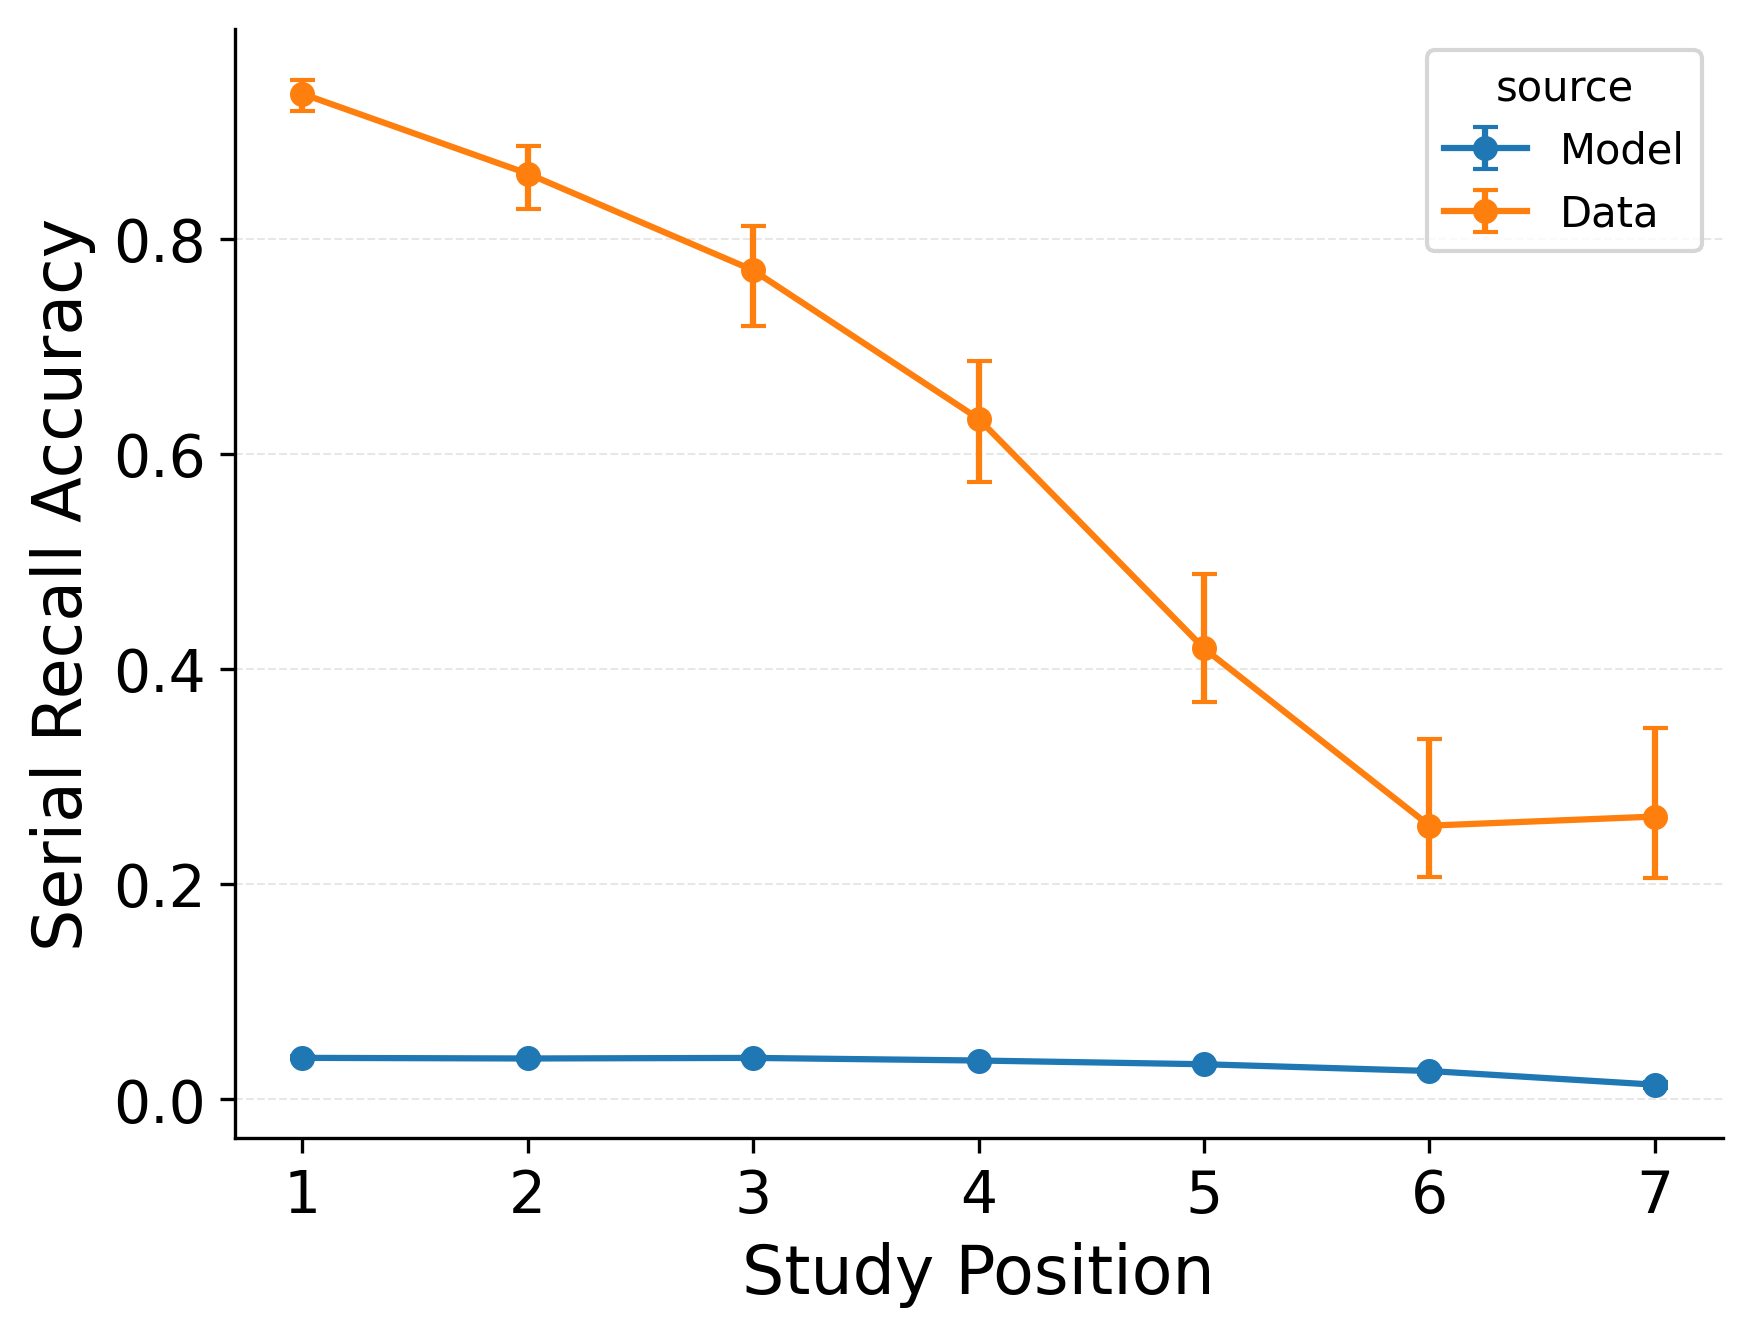 source
Model
Data
Serial Recall Accuracy
0.8
0.6
0.4
0.2
0.0
1 2 3 4 5 6 7
Study Position